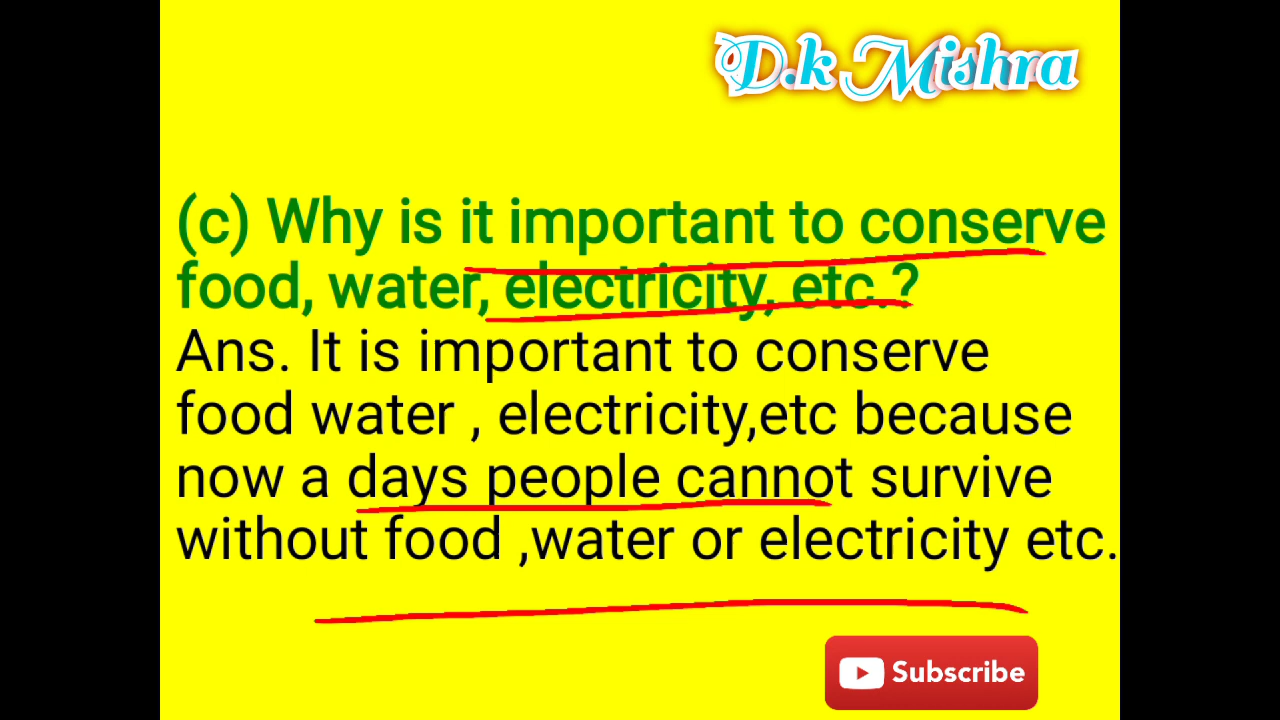 D.k Mishra
(c) Why is it important to conserve
food, water, electricity, etc.?
Ans. It is important to conserve
food water , electricity,etc because
now a days people cannot survive
without food ,water or electricity etc.
Subscribe